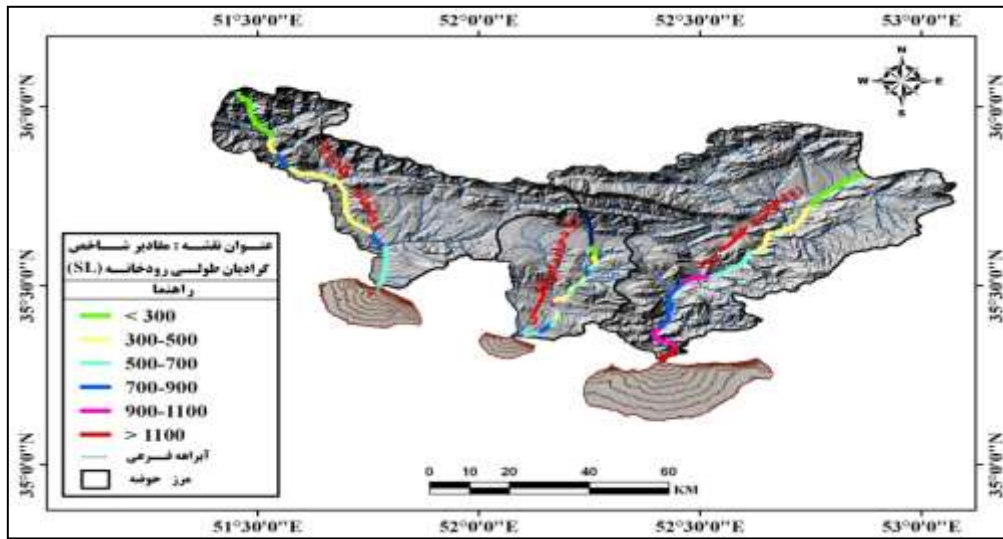 51°30'0"E 52°0'0"E 52°30'0"E 53°0'0"E
N
W E
S
36°0'0"N 36°0'0"N
35°30'0"N 35°30'0"N
35°0'0"N 35°0'0"N
عنوان نقشه : مقادیر شاخص
گرادیان طولی رودخانه (SL)
راهنما
< 300
300-500
500-700
700-900
900-1100
> 1100
آبراهه فرعی
مرز حوضه
0 10 20 40 60
KM
51°30'0"E 52°0'0"E 52°30'0"E 53°0'0"E